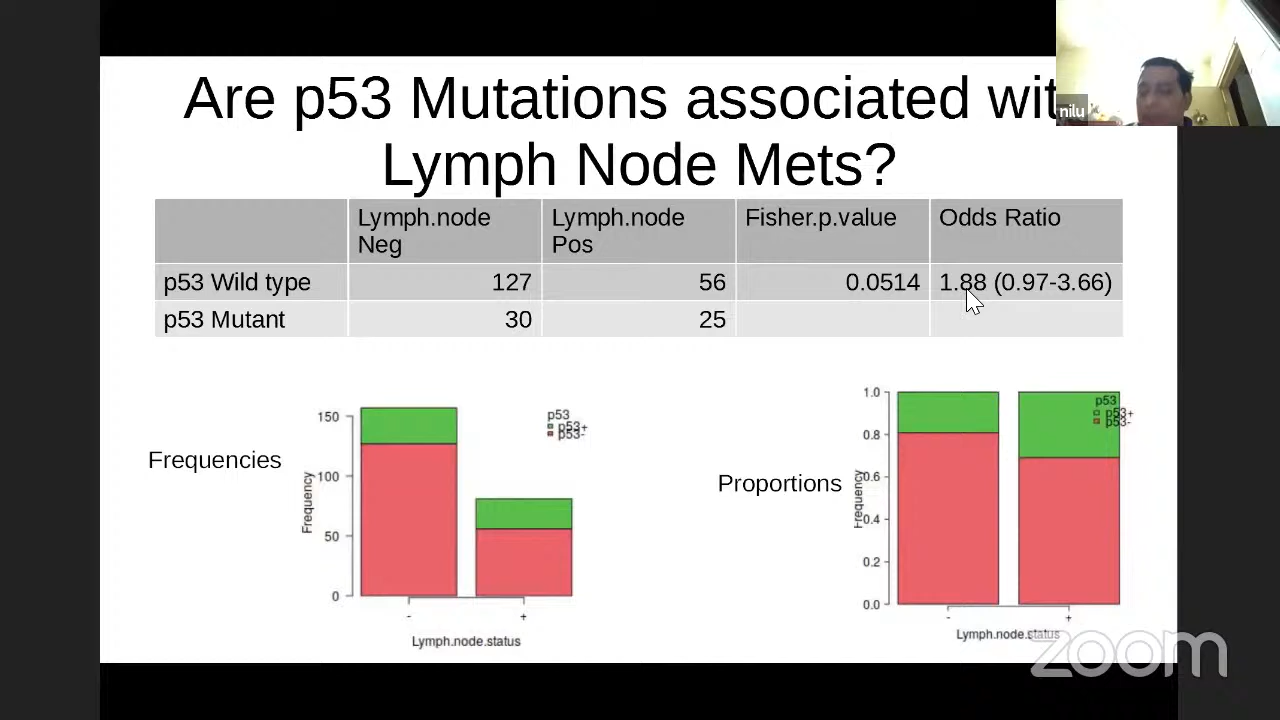 Are p53 Mutations associated wit
Lymph Node Mets?
nilu
Lymph.node Neg
Lymph.node Pos
Fisher.p.value
Odds Ratio
p53 Wild type 127 56 0.0514 1.88 (0.97-3.66)
p53 Mutant 30 25
Frequencies
Frequency
150
100
50
0
p53
p53+
p53-
-
+
Lymph.node.status
Proportions
Frequency
1.0
0.8
0.6
0.4
0.2
0.0
p53
p53+
p53-
-
+
Lymph.node.status
zoom